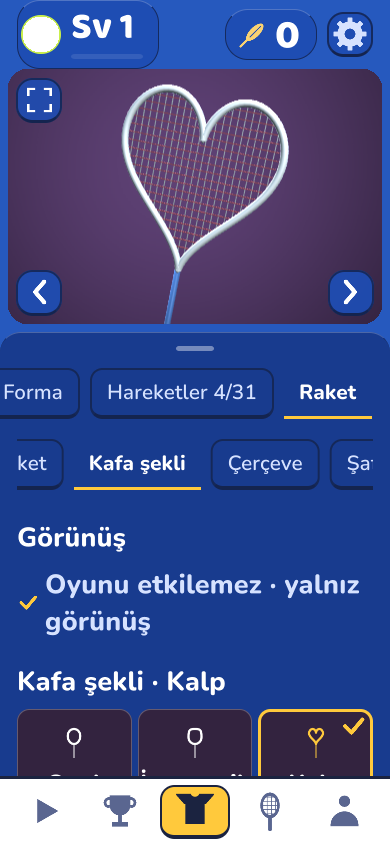 Sv 1
0
Forma
Hareketler 4/31
Raket
ket
Kafa şekli
Çerçeve
Görünüş
Oyunu etkilemez · yalnız
görünüş
Kafa şekli · Kalp